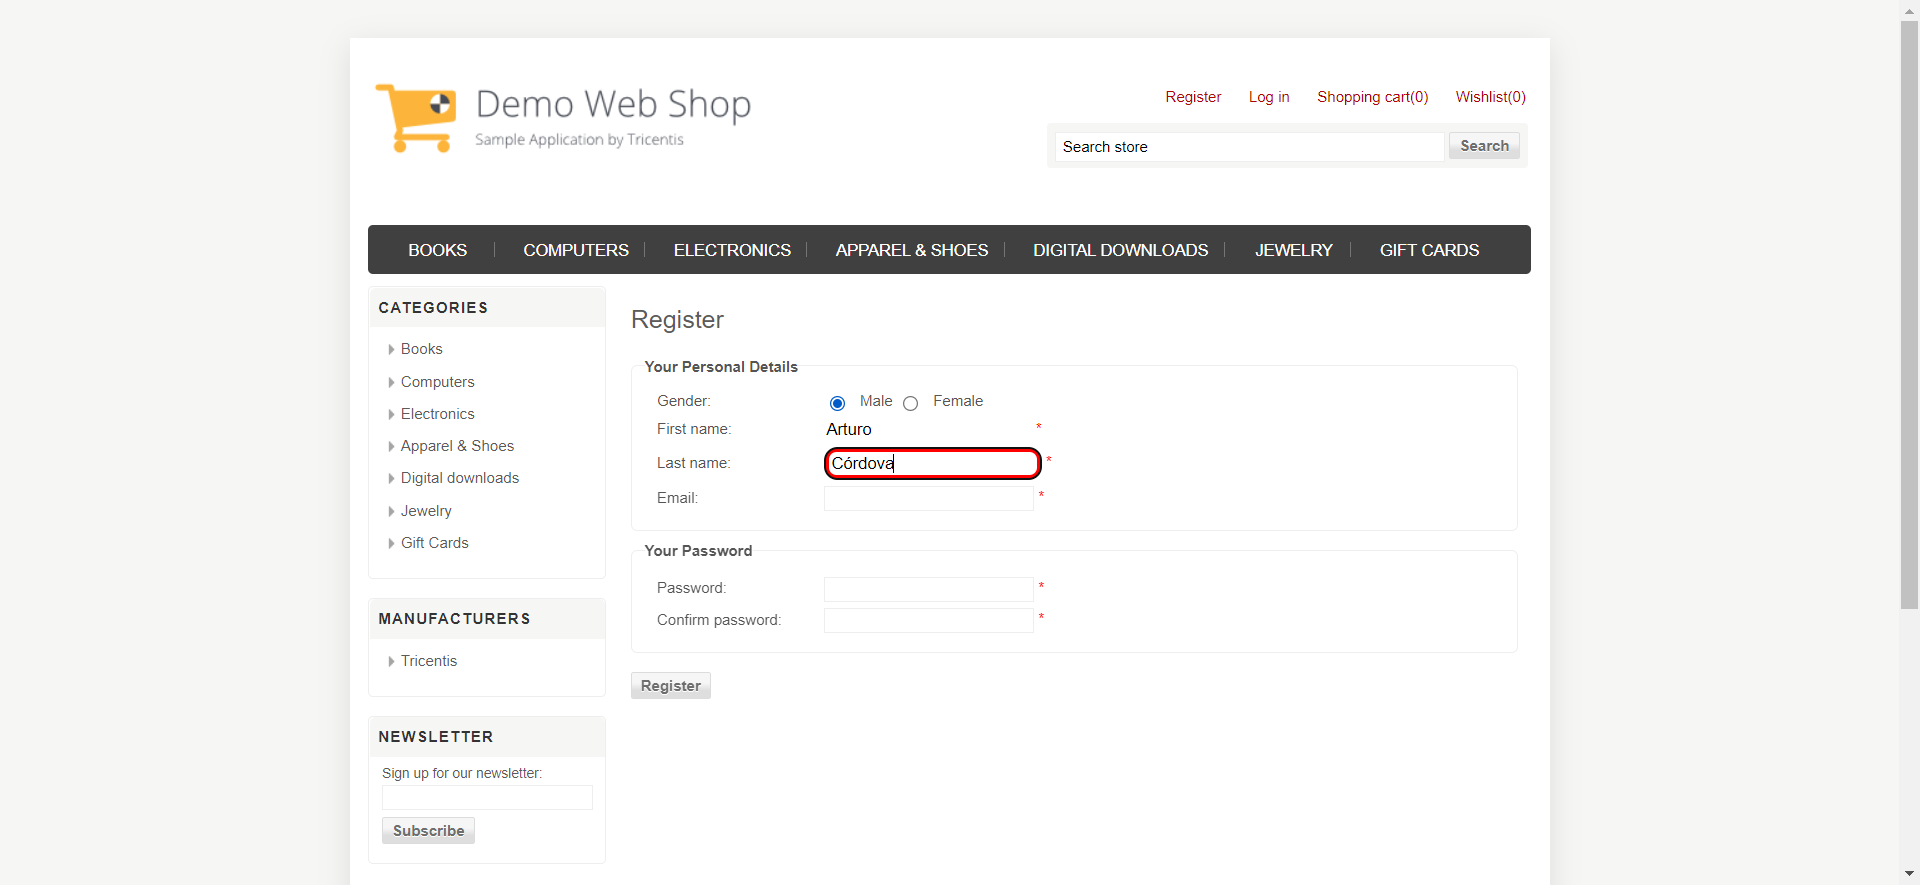 Demo Web Shop
Sample Application by Tricentis
Register Log in Shopping cart(0) Wishlist(0)
Search store Search
BOOKS COMPUTERS ELECTRONICS APPAREL & SHOES DIGITAL DOWNLOADS JEWELRY GIFT CARDS
CATEGORIES
Books
Computers
Electronics
Apparel & Shoes
Digital downloads
Jewelry
Gift Cards
MANUFACTURERS
Tricentis
NEWSLETTER
Sign up for our newsletter:
Subscribe
Register
Your Personal Details
Gender: Male Female
First name: Arturo *
Last name: Córdova *
Email: *
Your Password
Password: *
Confirm password: *
Register